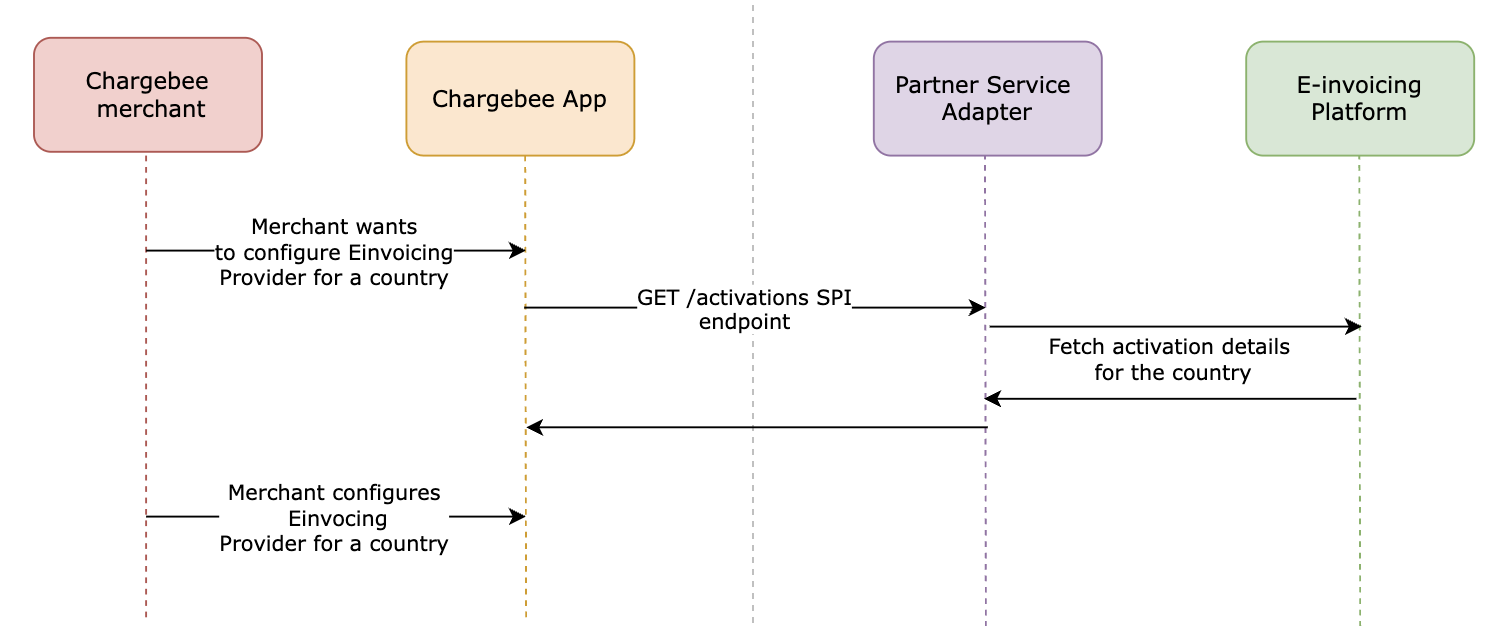 Chargebee
merchant
Chargebee App
Partner Service
Adapter
E-invoicing
Platform
Merchant wants
to configure Einvoicing
Provider for a country
GET /activations SPI
endpoint
Fetch activation details
for the country
Merchant configures
Einvocing
Provider for a country